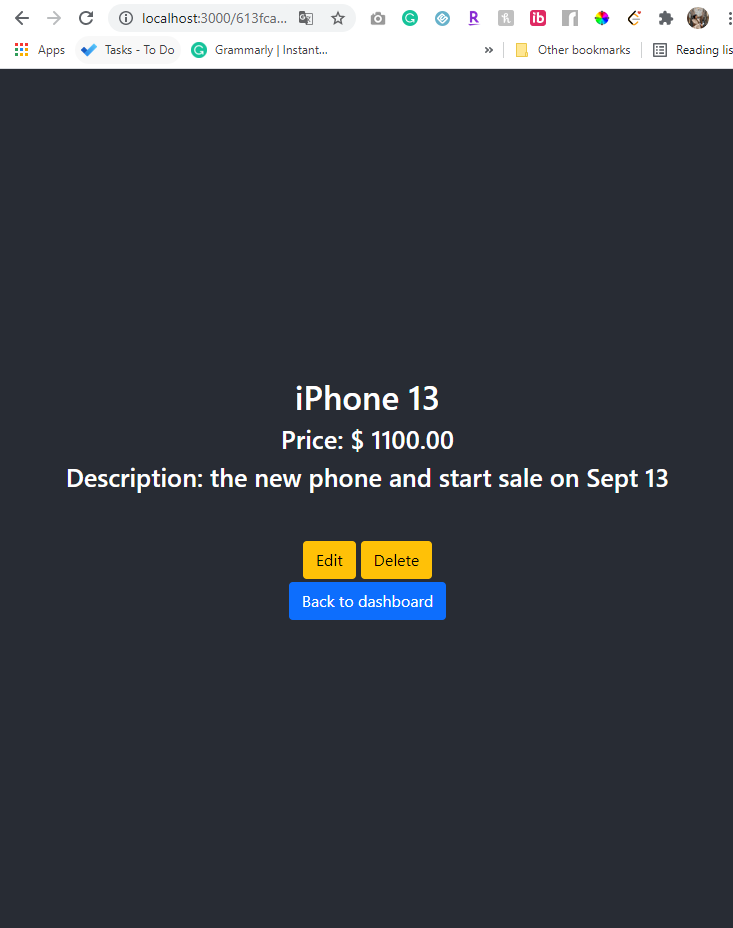 localhost:3000/613fca...
Apps Tasks - To Do Grammarly | Instant... » Other bookmarks Reading lis
iPhone 13
Price: $ 1100.00
Description: the new phone and start sale on Sept 13
Edit Delete
Back to dashboard